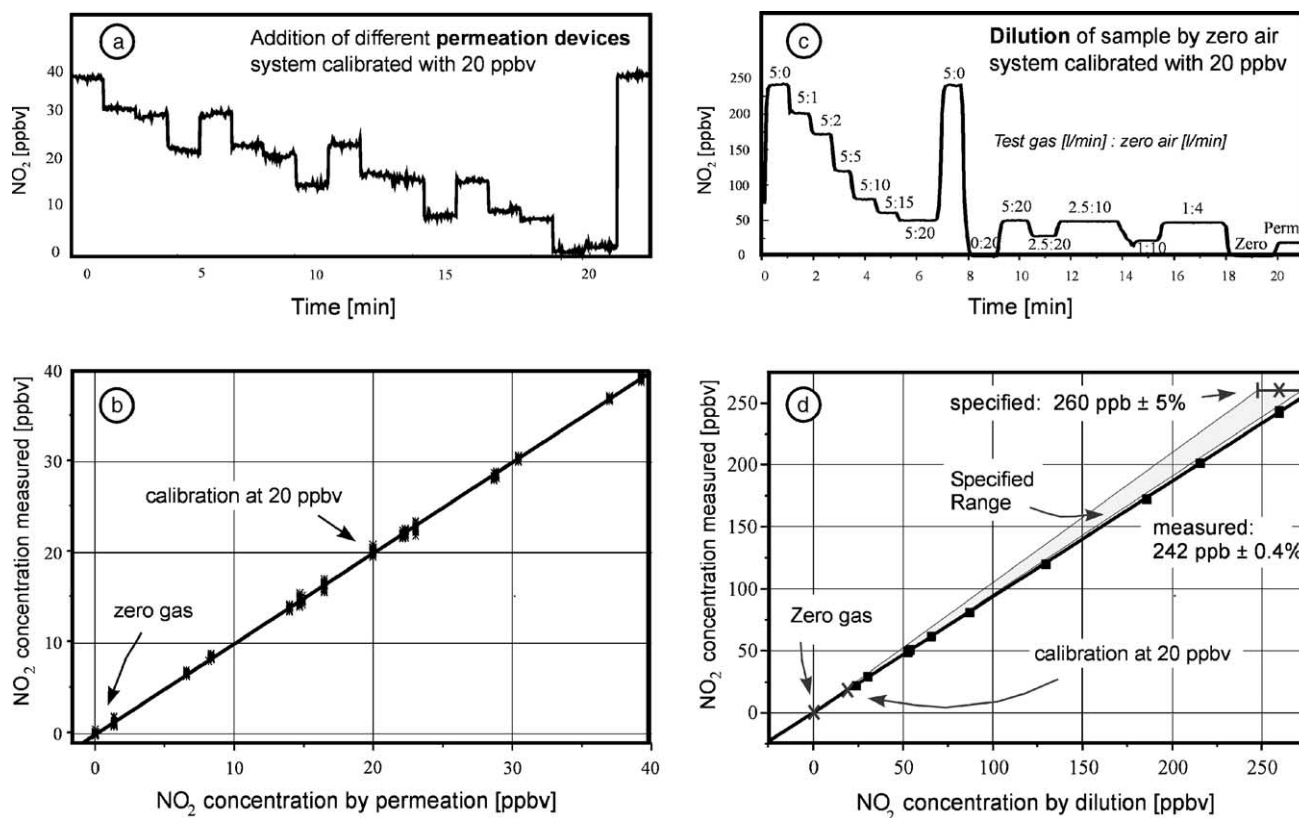 a
Addition of different permeation devices
system calibrated with 20 ppbv
NO2 [ppbv]
40
30
20
10
0
0
5
10
15
20
Time [min]
c
Dilution of sample by zero air
system calibrated with 20 ppbv
Test gas [l/min] : zero air [l/min]
NO2 [ppbv]
250
200
150
100
50
0
5:0
5:1
5:2
5:5
5:10
5:15
5:20
5:0
0:20
5:20
2.5:20
2.5:10
1:10
1:4
Zero
Perm
0
2
4
6
8
10
12
14
16
18
20
Time [min]
b
NO2 concentration measured [ppbv]
40
30
20
10
0
calibration at 20 ppbv
zero gas
0
10
20
30
40
NO2 concentration by permeation [ppbv]
d
NO2 concentration measured [ppbv]
250
200
150
100
50
0
specified: 260 ppb ± 5%
Specified
Range
measured:
242 ppb ± 0.4%
Zero gas
calibration at 20 ppbv
0
50
100
150
200
250
NO2 concentration by dilution [ppbv]